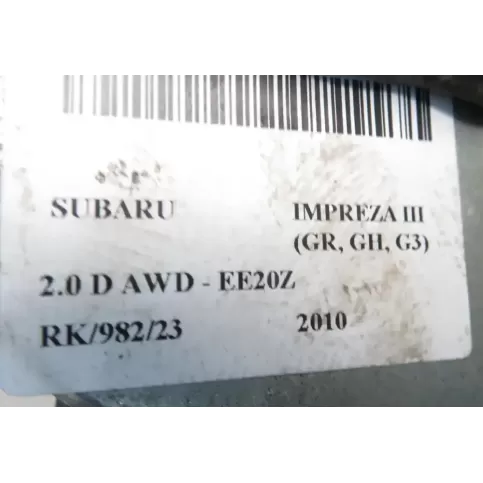 SUBARU IMPREZA III
(GR, GH, G3)
2.0 D AWD - EE20Z
RK/982/23 2010